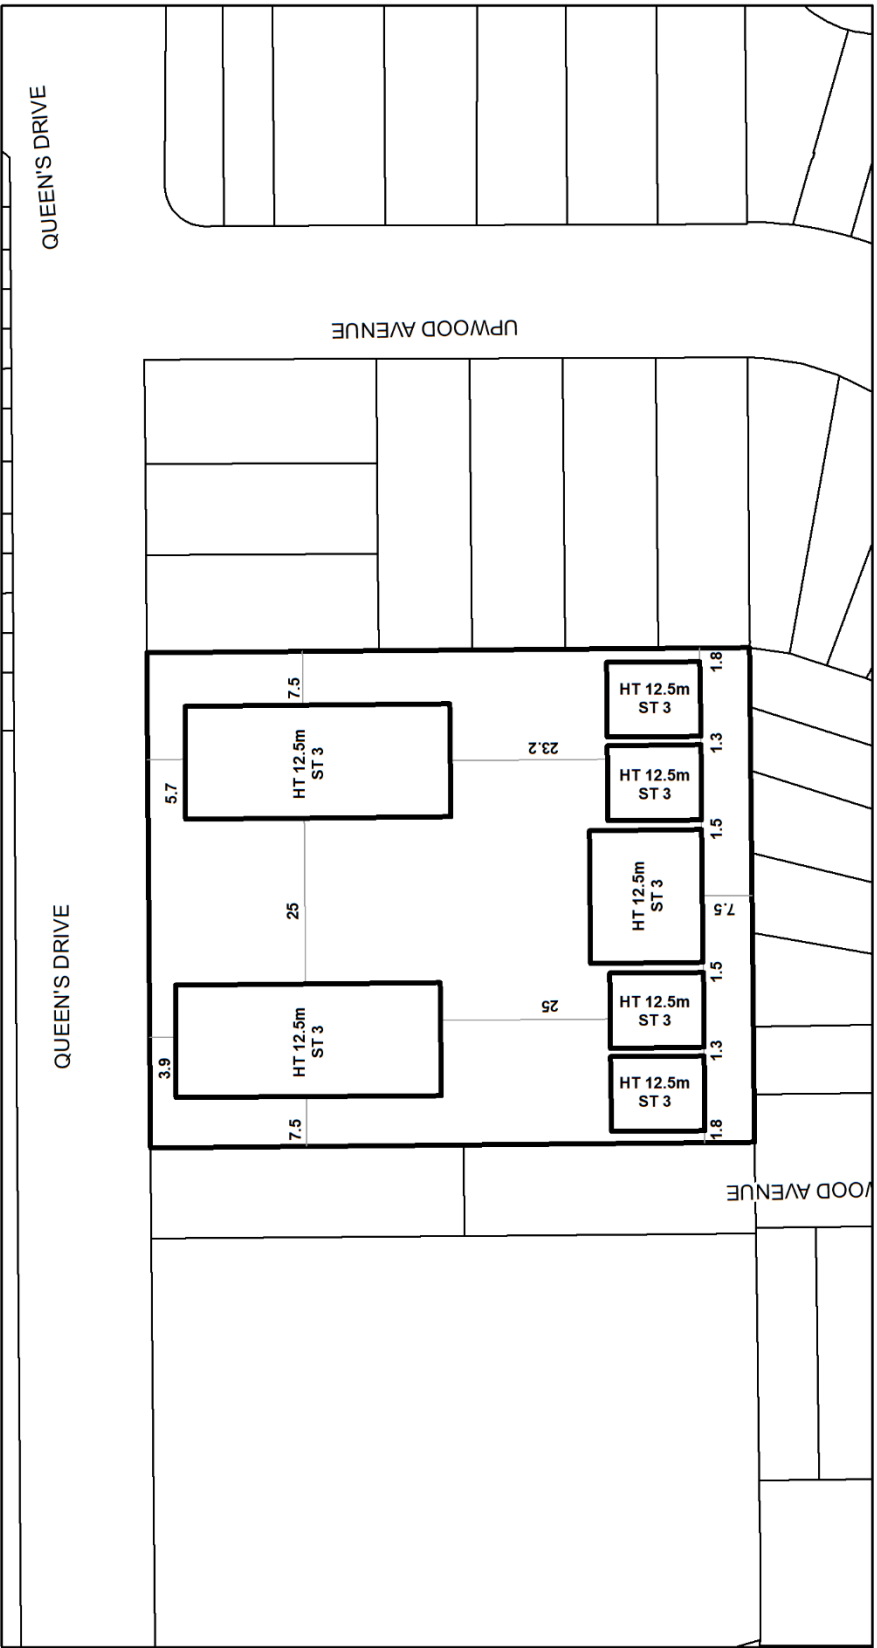 QUEEN'S DRIVE
UPWOOD AVENUE
1.8
7.5
HT 12.5m
ST 3
1.3
23.2
HT 12.5m
ST 3
HT 12.5m
ST 3
5.7
1.5
QUEEN'S DRIVE
25
HT 12.5m
ST 3
7.5
1.5
25
HT 12.5m
ST 3
HT 12.5m
ST 3
3.9
1.3
HT 12.5m
ST 3
7.5
1.8
WOOD AVENUE